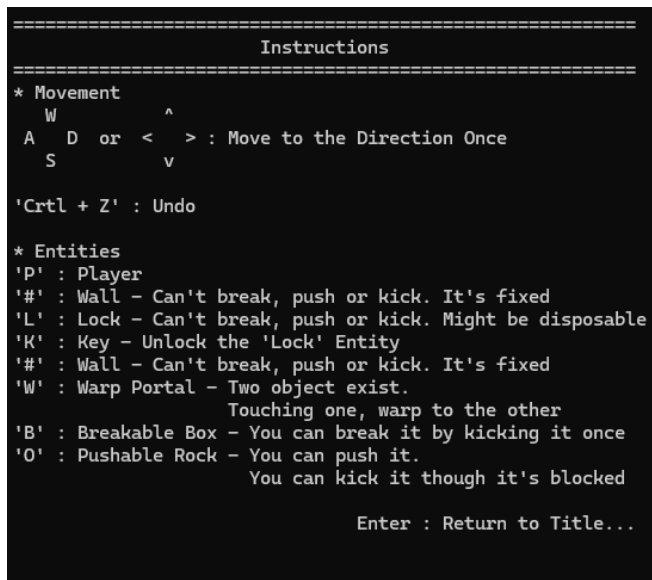 ==========================================================
Instructions
==========================================================
* Movement
W ^
A D or < > : Move to the Direction Once
S v
'Crtl + Z' : Undo
* Entities
'P' : Player
'#' : Wall - Can't break, push or kick. It's fixed
'L' : Lock - Can't break, push or kick. Might be disposable
'K' : Key - Unlock the 'Lock' Entity
'#' : Wall - Can't break, push or kick. It's fixed
'W' : Warp Portal - Two object exist.
Touching one, warp to the other
'B' : Breakable Box - You can break it by kicking it once
'O' : Pushable Rock - You can push it.
You can kick it though it's blocked
Enter : Return to Title...